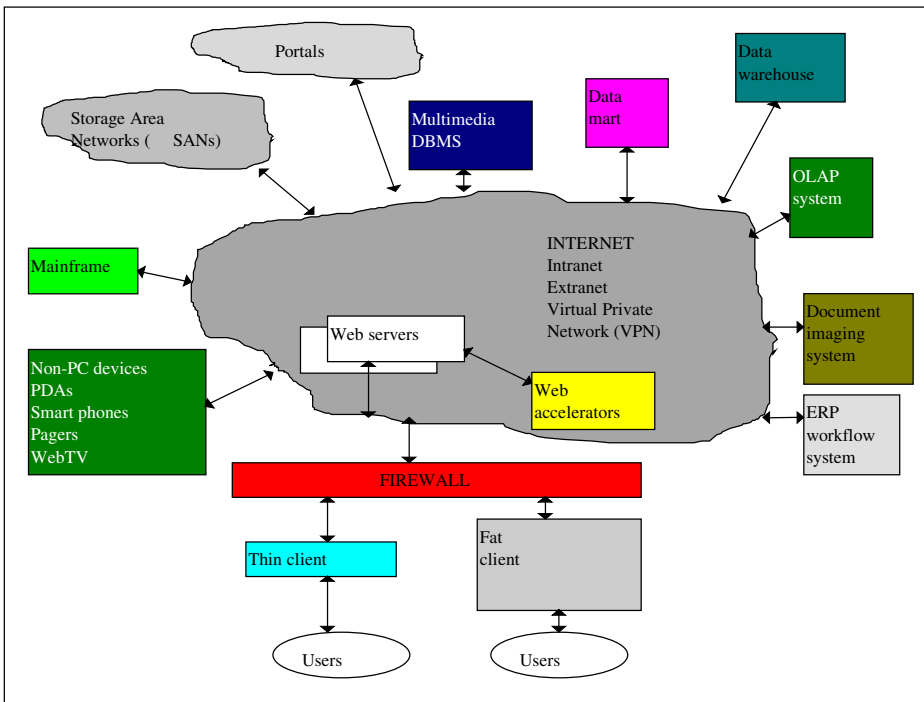 Portals
Data
warehouse
Storage Area
Networks ( SANs)
Multimedia
DBMS
Data
mart
OLAP
system
Mainframe
INTERNET
Intranet
Extranet
Virtual Private
Network (VPN)
Web servers
Document
imaging
system
Non-PC devices
PDAs
Smart phones
Pagers
WebTV
Web
accelerators
ERP
workflow
system
FIREWALL
Thin client
Fat
client
Users
Users